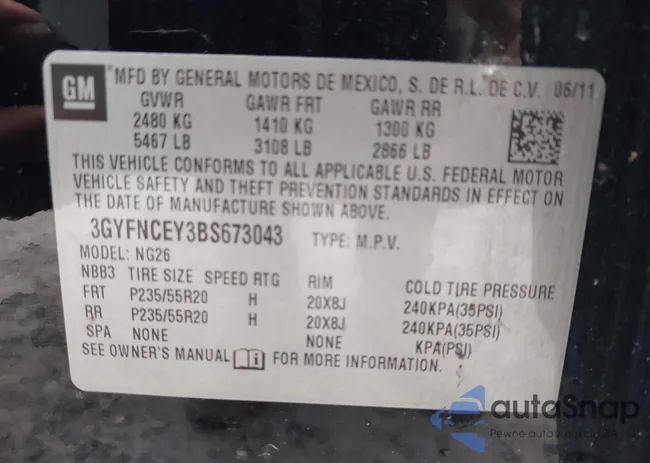 GM
MFD BY GENERAL MOTORS DE MEXICO, S. DE R.L. DE C.V. 06/11
GVWR GAWR FRT GAWR RR
2480 KG 1410 KG 1300 KG
5467 LB 3108 LB 2866 LB
THIS VEHICLE CONFORMS TO ALL APPLICABLE U.S. FEDERAL MOTOR
VEHICLE SAFETY AND THEFT PREVENTION STANDARDS IN EFFECT ON
THE DATE OF MANUFACTURE SHOWN ABOVE.
3GYFNCEY3BS673043 TYPE: M.P.V.
MODEL: NG26
NBB3 TIRE SIZE SPEED RTG RIM COLD TIRE PRESSURE
FRT P235/55R20 H 20X8J 240KPA(35PSI)
RR P235/55R20 H 20X8J 240KPA(35PSI)
SPA NONE NONE KPA(PSI)
SEE OWNER'S MANUAL FOR MORE INFORMATION.
autoSnap
Pewne auto z